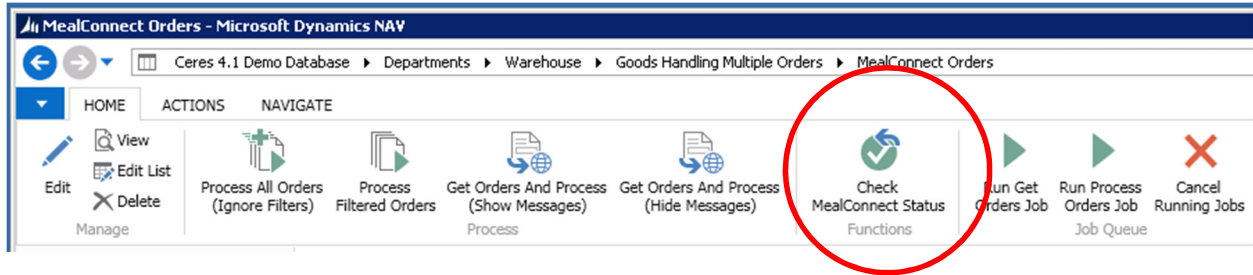 MealConnect Orders - Microsoft Dynamics NAV
Ceres 4.1 Demo Database ▸ Departments ▸ Warehouse ▸ Goods Handling Multiple Orders ▸ MealConnect Orders
HOME ACTIONS NAVIGATE
Edit
View
Edit List
Delete
Manage
Process All Orders
(Ignore Filters)
Process
Filtered Orders
Get Orders And Process
(Show Messages)
Get Orders And Process
(Hide Messages)
Process
Check
MealConnect Status
Functions
Run Get
Orders Job
Run Process
Orders Job
Cancel
Running Jobs
Job Queue